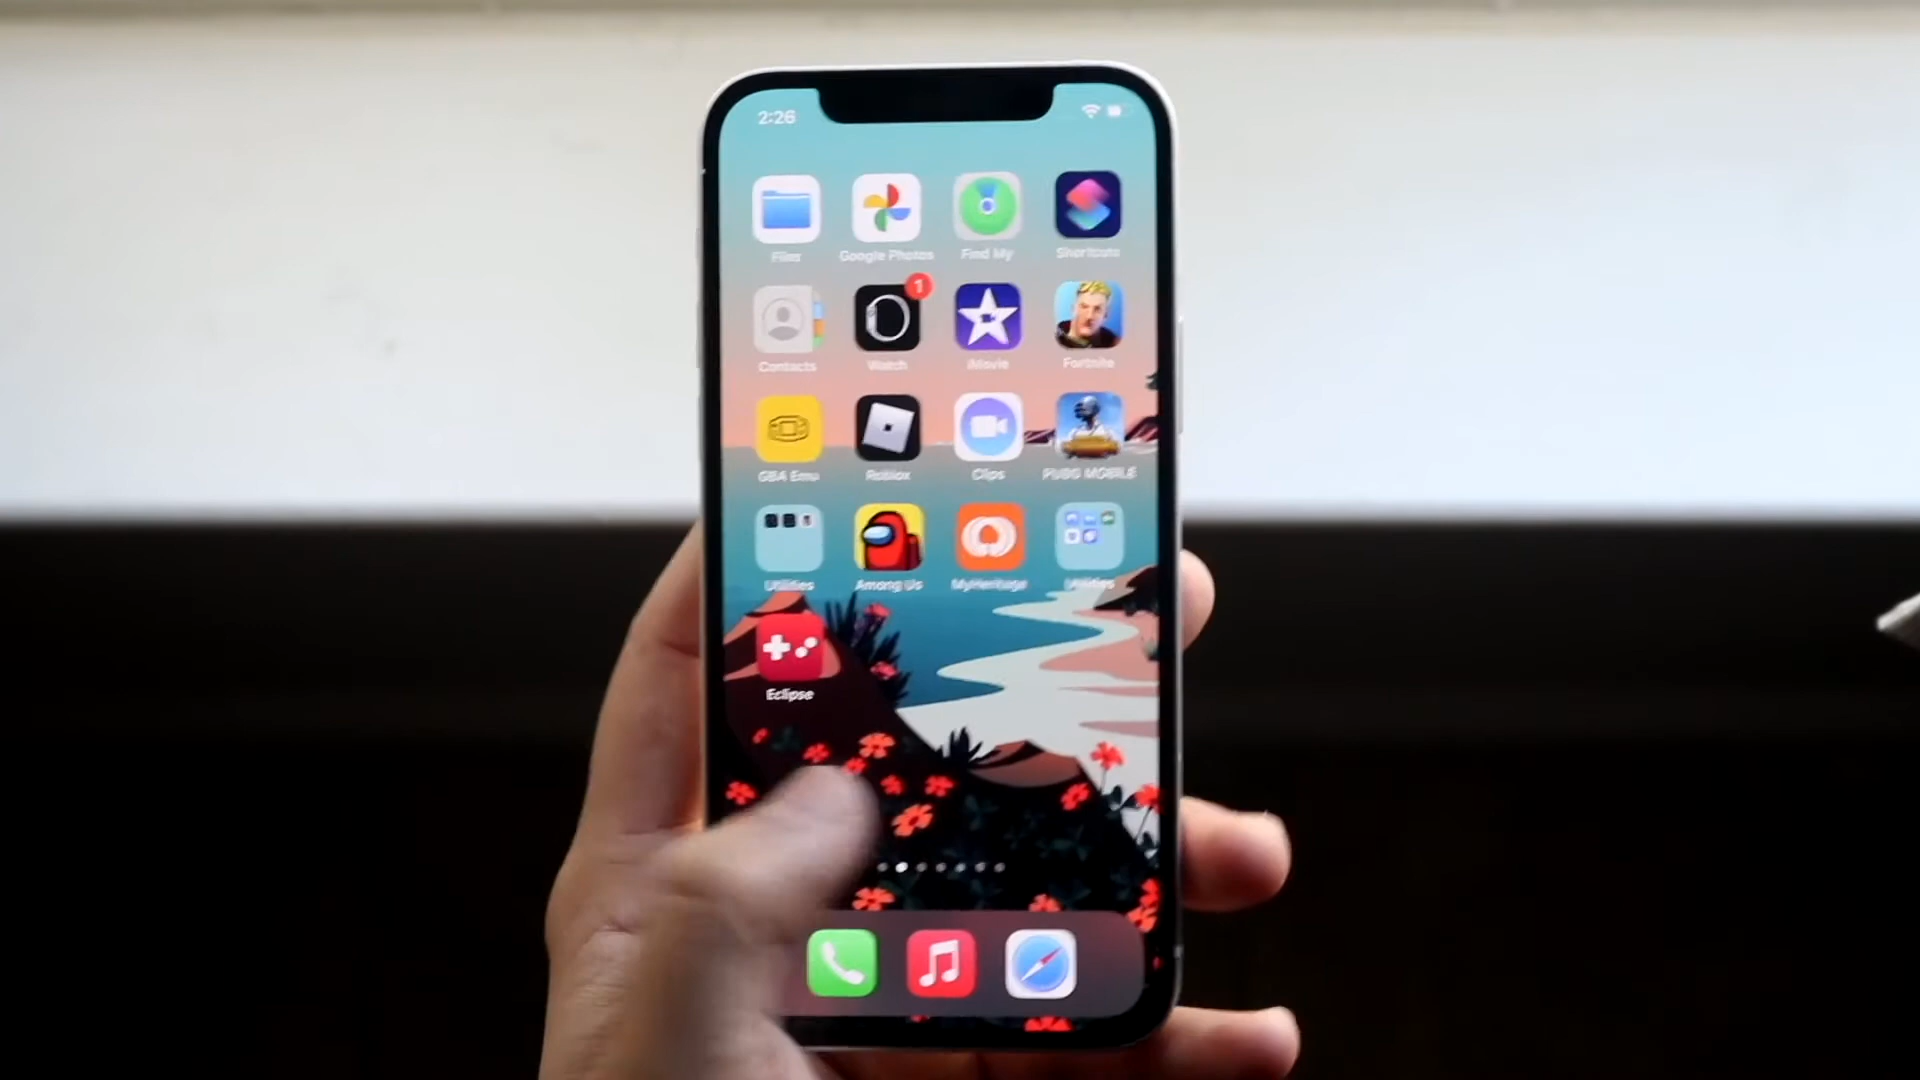 2:26
Files Google Photos Find My Shortcuts
1
Contacts Watch iMovie Fortnite
GBA Emu Roblox Clips PUBG MOBILE
Utilities Among Us MyHeritage Utilities
Eclipse